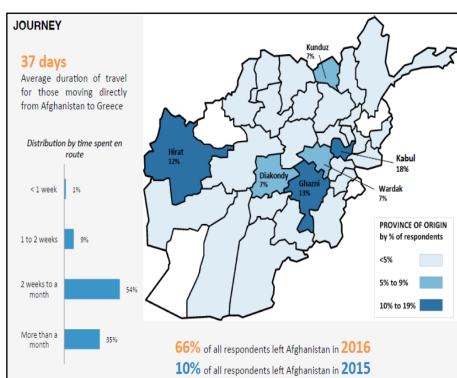 JOURNEY
37 days
Average duration of travel
for those moving directly
from Afghanistan to Greece
Distribution by time spent en
route
< 1 week
1%
1 to 2 weeks
9%
2 weeks to a
month
54%
More than a
month
35%
Kunduz
7%
Hirat
12%
Diakondy
7%
Ghazni
13%
Kabul
18%
Wardak
7%
PROVINCE OF ORIGIN
by % of respondents
<5%
5% to 9%
10% to 19%
66% of all respondents left Afghanistan in 2016
10% of all respondents left Afghanistan in 2015